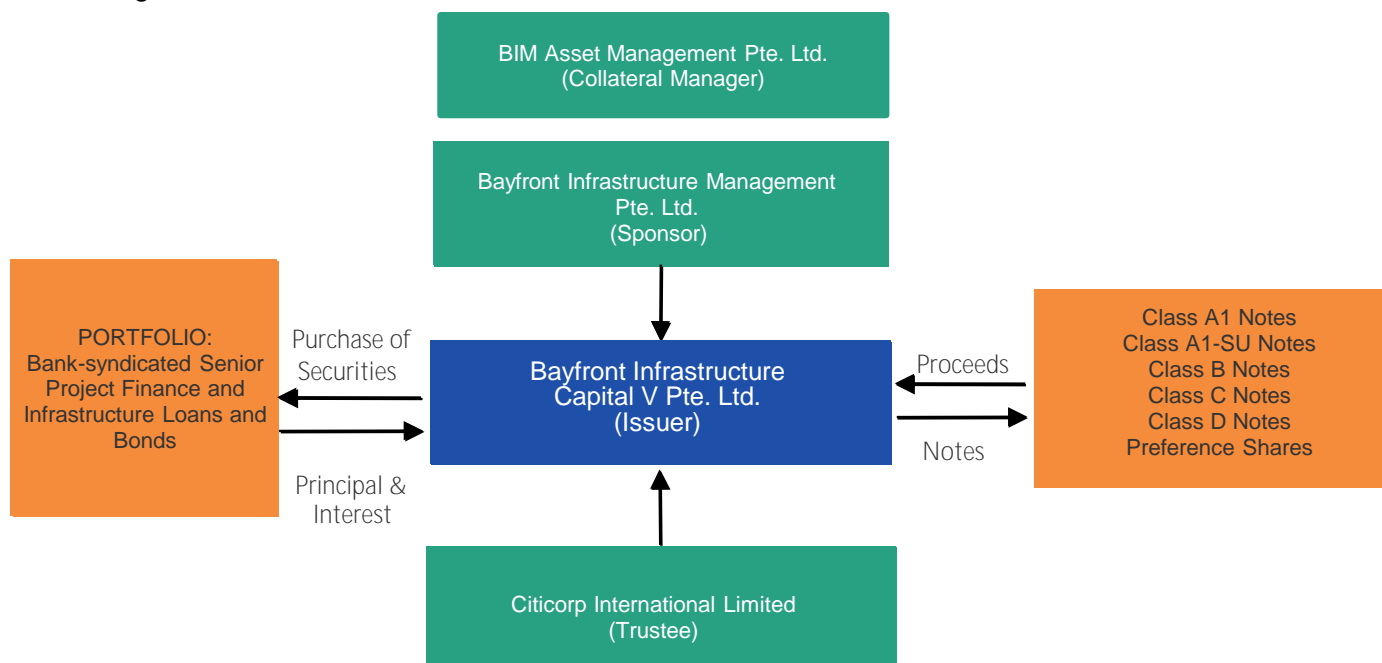 BIM Asset Management Pte. Ltd.
(Collateral Manager)
Bayfront Infrastructure Management
Pte. Ltd.
(Sponsor)
PORTFOLIO:
Bank-syndicated Senior
Project Finance and
Infrastructure Loans and
Bonds
Purchase of
Securities
Principal &
Interest
Bayfront Infrastructure
Capital V Pte. Ltd.
(Issuer)
Proceeds
Notes
Class A1 Notes
Class A1-SU Notes
Class B Notes
Class C Notes
Class D Notes
Preference Shares
Citicorp International Limited
(Trustee)